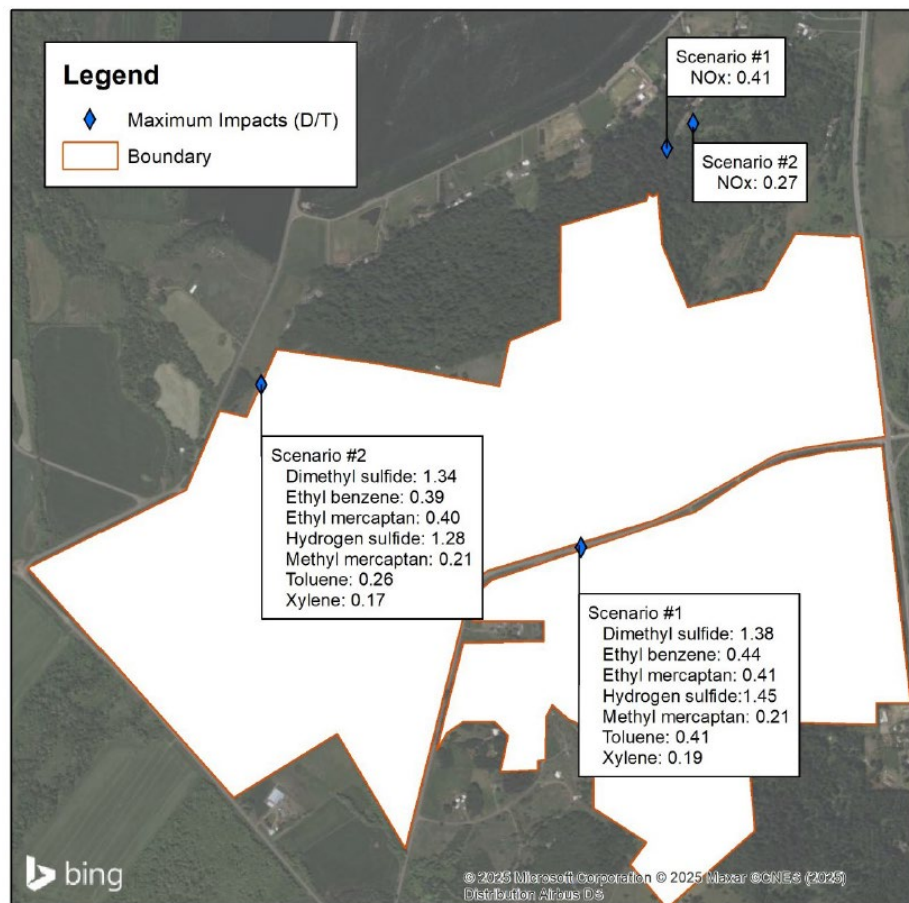 Legend
Maximum Impacts (D/T)
Boundary
Scenario #1
NOx: 0.41
Scenario #2
NOx: 0.27
Scenario #2
Dimethyl sulfide: 1.34
Ethyl benzene: 0.39
Ethyl mercaptan: 0.40
Hydrogen sulfide: 1.28
Methyl mercaptan: 0.21
Toluene: 0.26
Xylene: 0.17
Scenario #1
Dimethyl sulfide: 1.38
Ethyl benzene: 0.44
Ethyl mercaptan: 0.41
Hydrogen sulfide:1.45
Methyl mercaptan: 0.21
Toluene: 0.41
Xylene: 0.19
bing
© 2025 Microsoft Corporation © 2025 Maxar ©CNES (2025)
Distribution Airbus DS